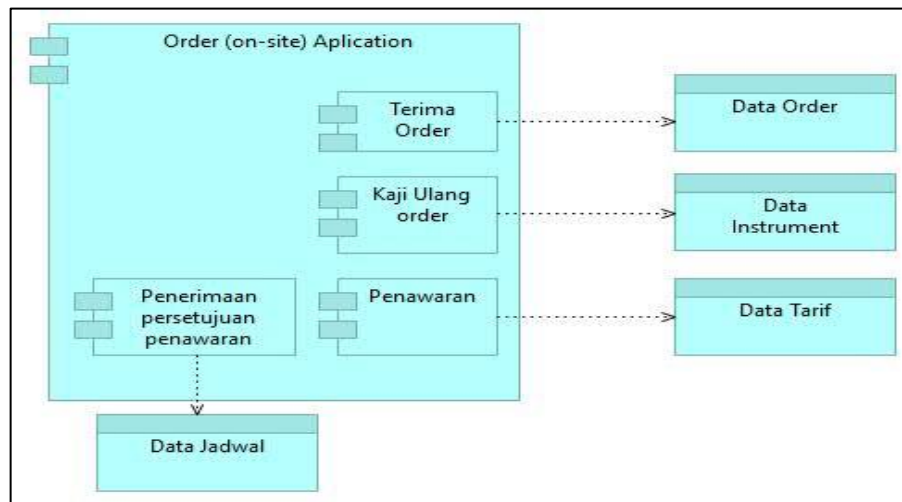 Order (on-site) Aplication
Terima
Order
Data Order
Kaji Ulang
order
Data
Instrument
Penerimaan
persetujuan
penawaran
Penawaran
Data Tarif
Data Jadwal